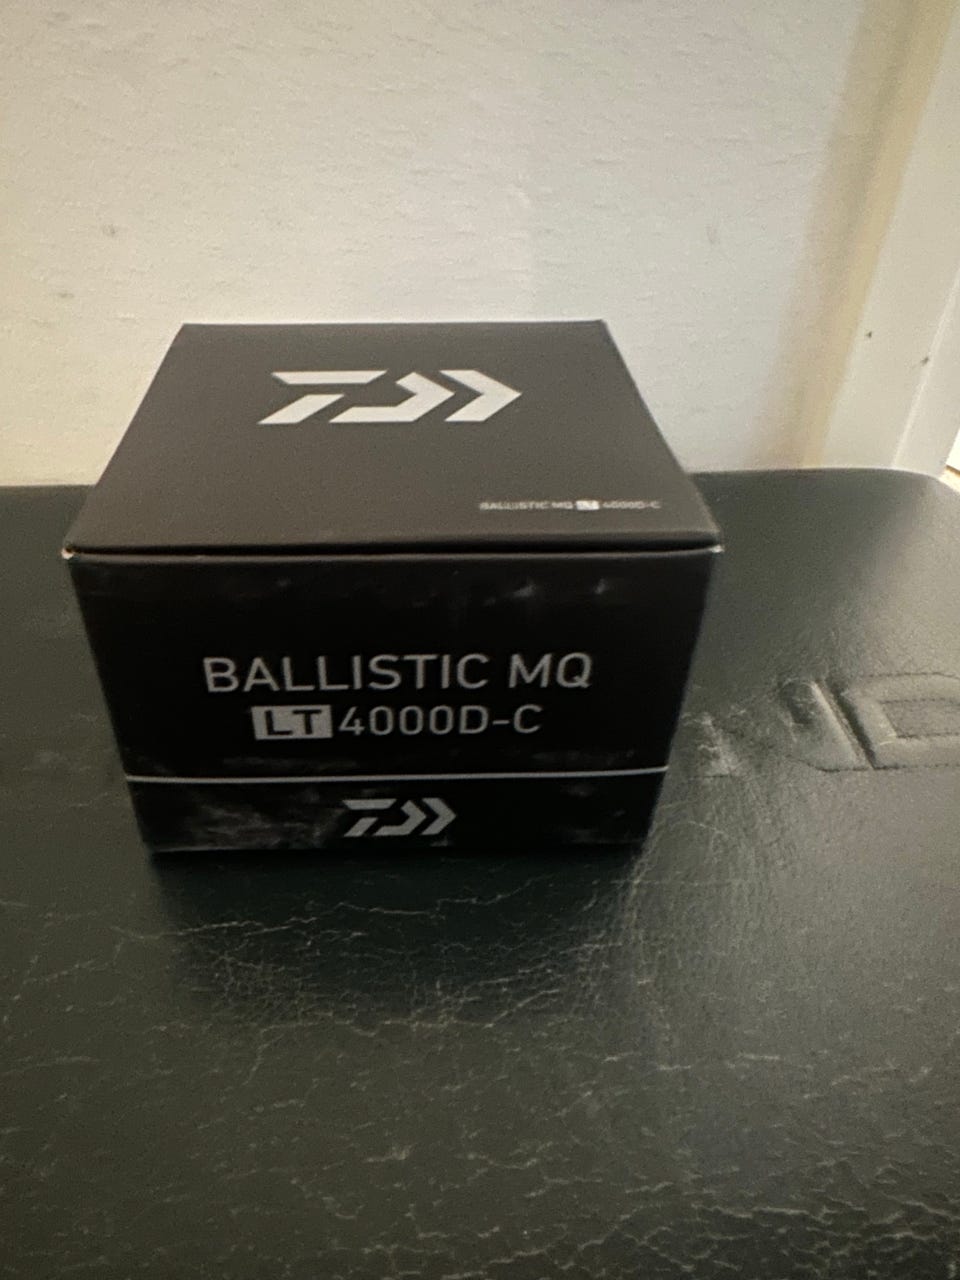 BALLISTIC MQ LT 4000D-C
BALLISTIC MQ
LT 4000D-C